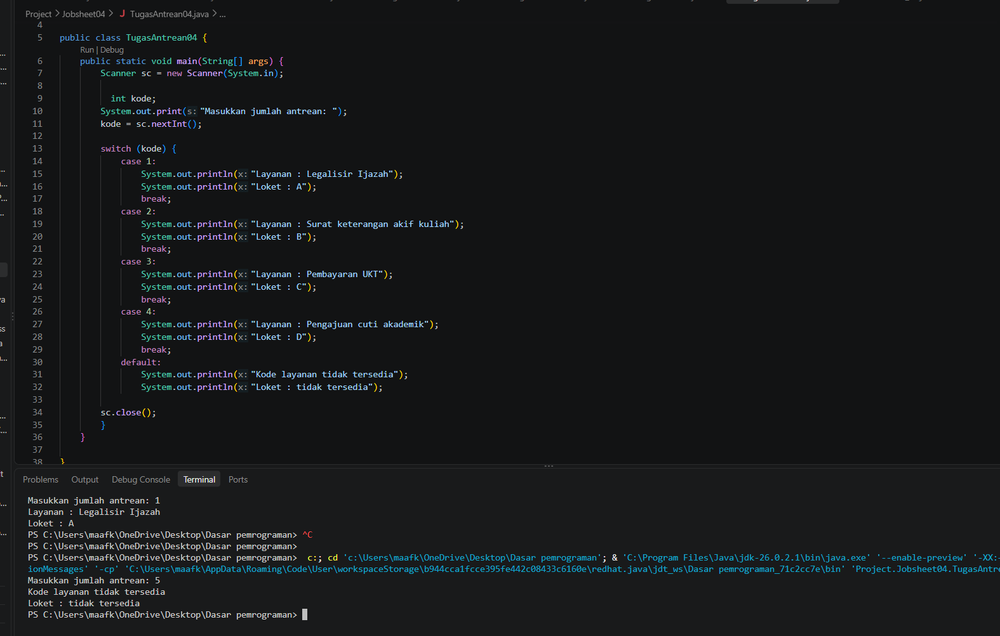 Project > Jobsheet04 > J TugasAntrean04.java > ...
4
5 public class TugasAntrean04 {
Run | Debug
6 public static void main(String[] args) {
7 Scanner sc = new Scanner(System.in);
8
9 int kode;
10 System.out.print(s: "Masukkan jumlah antrean: ");
11 kode = sc.nextInt();
12
13 switch (kode) {
14 case 1:
15 System.out.println(x: "Layanan : Legalisir Ijazah");
16 System.out.println(x: "Loket : A");
17 break;
18 case 2:
19 System.out.println(x: "Layanan : Surat keterangan akif kuliah");
20 System.out.println(x: "Loket : B");
21 break;
22 case 3:
23 System.out.println(x: "Layanan : Pembayaran UKT");
24 System.out.println(x: "Loket : C");
25 break;
26 case 4:
27 System.out.println(x: "Layanan : Pengajuan cuti akademik");
28 System.out.println(x: "Loket : D");
29 break;
30 default:
31 System.out.println(x: "Kode layanan tidak tersedia");
32 System.out.println(x: "Loket : tidak tersedia");
33
34 sc.close();
35 }
36 }
37
38 }
Problems Output Debug Console Terminal Ports
Masukkan jumlah antrean: 1
Layanan : Legalisir Ijazah
Loket : A
PS C:\Users\maafk\OneDrive\Desktop\Dasar pemrograman> ^C
PS C:\Users\maafk\OneDrive\Desktop\Dasar pemrograman>
PS C:\Users\maafk\OneDrive\Desktop\Dasar pemrograman> c:; cd 'c:\Users\maafk\OneDrive\Desktop\Dasar pemrograman'; & 'C:\Program Files\Java\jdk-26.0.2.1\bin\java.exe' '--enable-preview' '-XX:
ionMessages' '-cp' 'C:\Users\maafk\AppData\Roaming\Code\User\workspaceStorage\b944cca1fcce395fe442c08433c6160e\redhat.java\jdt_ws\Dasar pemrograman_71c2cc7e\bin' 'Project.Jobsheet04.TugasAntre
Masukkan jumlah antrean: 5
Kode layanan tidak tersedia
Loket : tidak tersedia
PS C:\Users\maafk\OneDrive\Desktop\Dasar pemrograman>